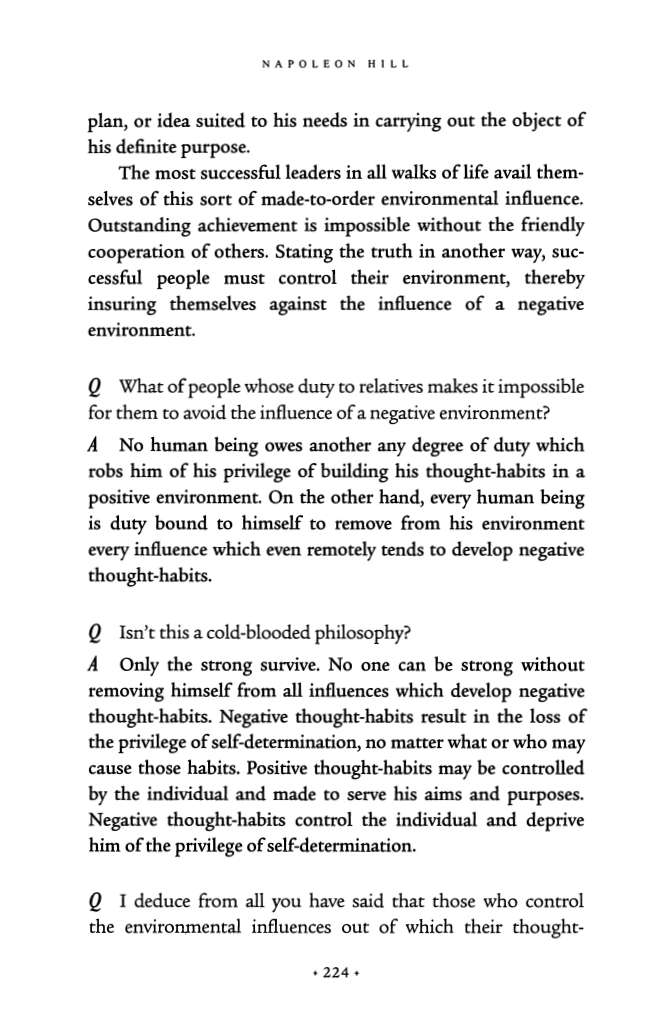 NAPOLEON HILL
plan, or idea suited to his needs in carrying out the object of
his definite purpose.
The most successful leaders in all walks of life avail them-
selves of this sort of made-to-order environmental influence.
Outstanding achievement is impossible without the friendly
cooperation of others. Stating the truth in another way, suc-
cessful people must control their environment, thereby
insuring themselves against the influence of a negative
environment.
Q What of people whose duty to relatives makes it impossible
for them to avoid the influence of a negative environment?
A No human being owes another any degree of duty which
robs him of his privilege of building his thought-habits in a
positive environment. On the other hand, every human being
is duty bound to himself to remove from his environment
every influence which even remotely tends to develop negative
thought-habits.
Q Isn't this a cold-blooded philosophy?
A Only the strong survive. No one can be strong without
removing himself from all influences which develop negative
thought-habits. Negative thought-habits result in the loss of
the privilege of self-determination, no matter what or who may
cause those habits. Positive thought-habits may be controlled
by the individual and made to serve his aims and purposes.
Negative thought-habits control the individual and deprive
him of the privilege of self-determination.
Q I deduce from all you have said that those who control
the environmental influences out of which their thought-
• 224 •